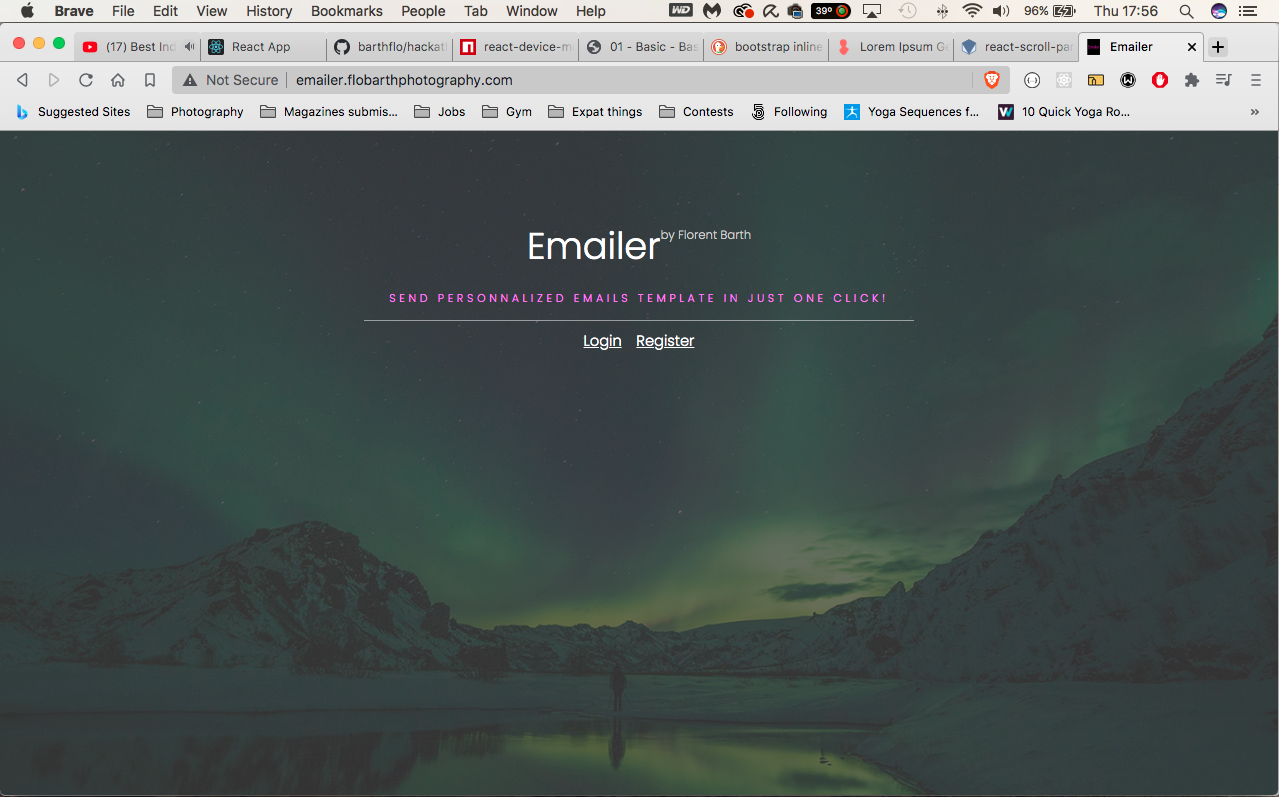 Brave File Edit View History Bookmarks People Tab Window Help WD 39° 96% Thu 17:56
(17) Best Ind React App barthflo/hackatl react-device-m 01 - Basic - Bas bootstrap inline Lorem Ipsum Ge react-scroll-par Emailer
Not Secure emailer.flobarthphotography.com
Suggested Sites Photography Magazines submis... Jobs Gym Expat things Contests Following Yoga Sequences f... 10 Quick Yoga Ro...
Emailer by Florent Barth
SEND PERSONNALIZED EMAILS TEMPLATE IN JUST ONE CLICK!
Login Register